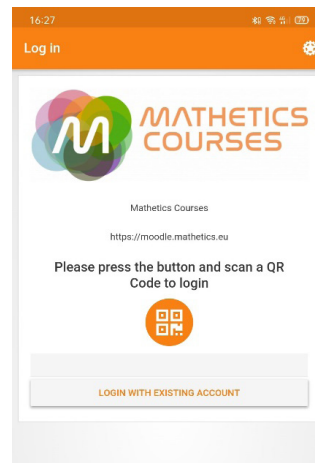 16:27
79
Log in
MATHETICS
COURSES
Mathetics Courses
https://moodle.mathetics.eu
Please press the button and scan a QR
Code to login
LOGIN WITH EXISTING ACCOUNT